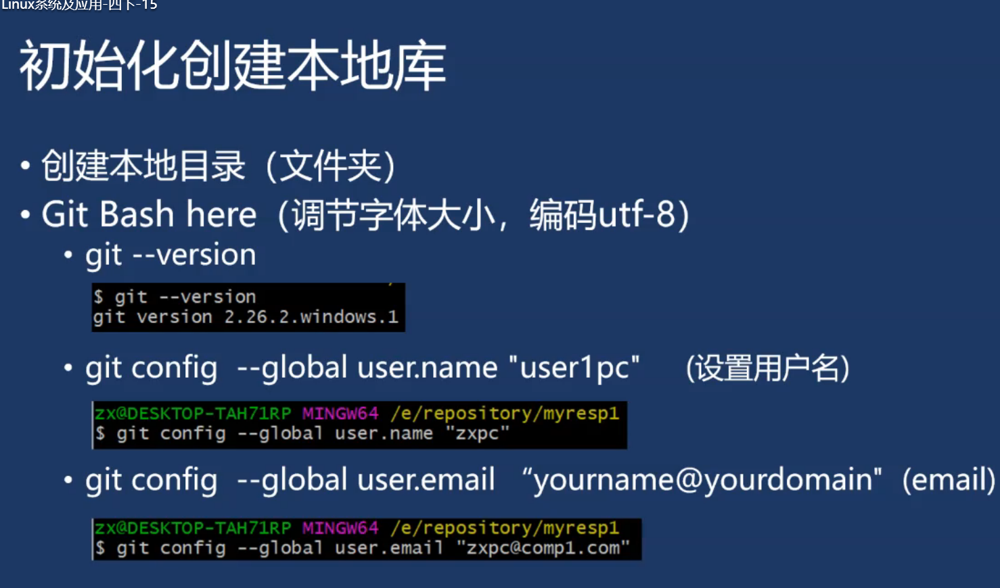 Linux系统及应用-四下-15
初始化创建本地库
• 创建本地目录（文件夹）
• Git Bash here（调节字体大小，编码utf-8）
• git --version
$ git --version
git version 2.26.2.windows.1
• git config --global user.name "user1pc" (设置用户名)
zx@DESKTOP-TAH71RP MINGW64 /e/repository/myresp1
$ git config --global user.name "zxpc"
• git config --global user.email “yourname@yourdomain" (email)
zx@DESKTOP-TAH71RP MINGW64 /e/repository/myresp1
$ git config --global user.email "zxpc@comp1.com"